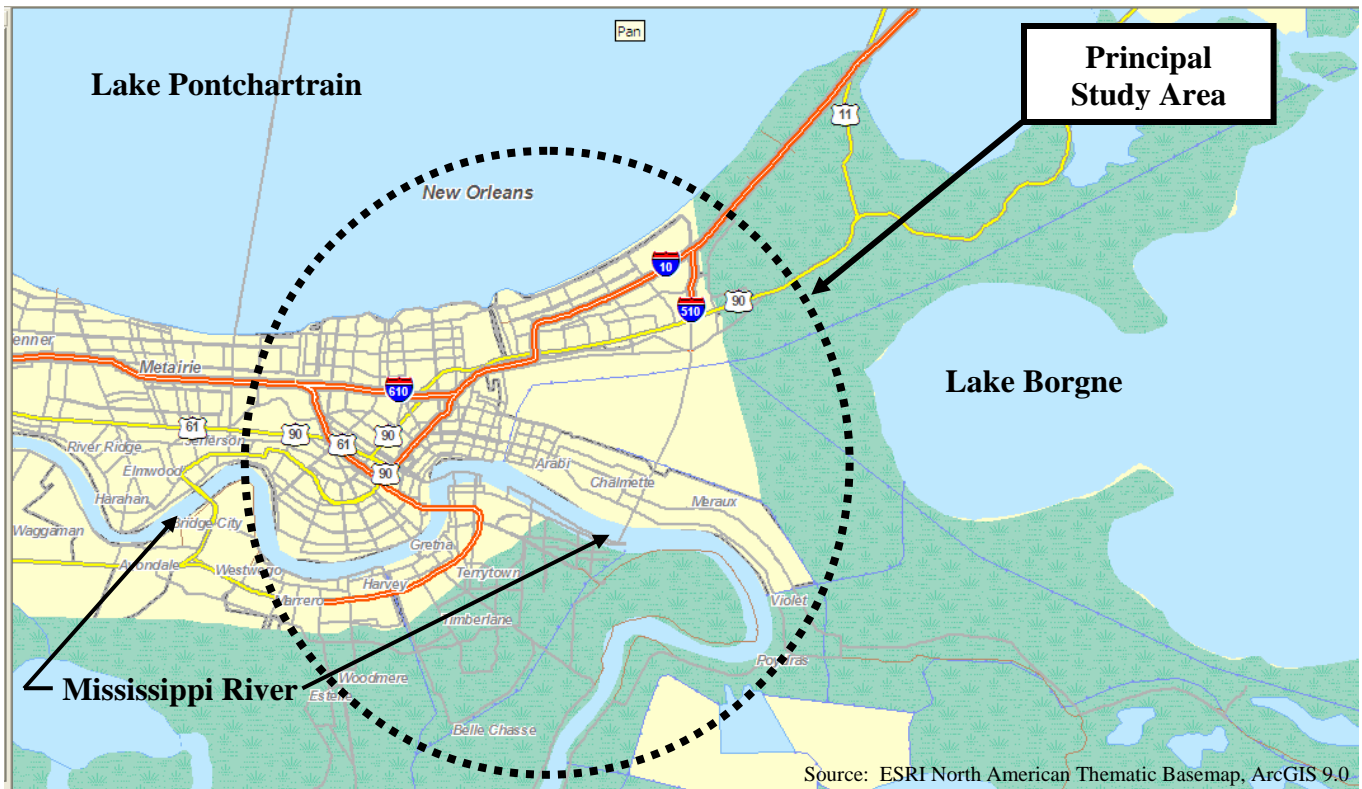 Pan
Lake Pontchartrain
Principal
Study Area
11
New Orleans
10
510
90
enner
Metairie
610
Lake Borgne
61
90
61
90
90
Jefferson
River Ridge
Elmwood
Harahan
Arabi
Chalmette
Meraux
Waggaman
Bridge City
Gretna
Avondale
Westwego
Harvey
Terrytown
Marrero
Timberlane
Violet
Poydras
Mississippi River
Woodmere
Estelle
Belle Chasse
Source: ESRI North American Thematic Basemap, ArcGIS 9.0